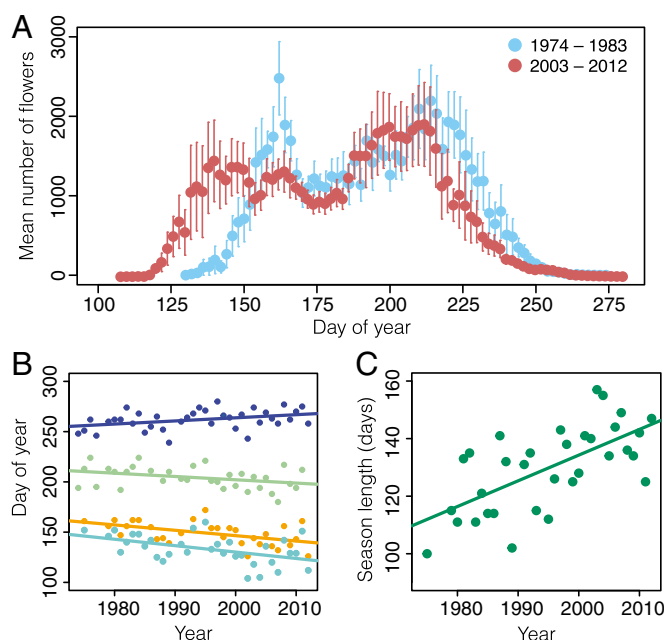 A
1974 – 1983
2003 – 2012
Mean number of flowers
0 1000 2000 3000
100 125 150 175 200 225 250 275
Day of year
B
Day of year
100 150 200 250 300
1980 1990 2000 2010
Year
C
Season length (days)
100 120 140 160
1980 1990 2000 2010
Year